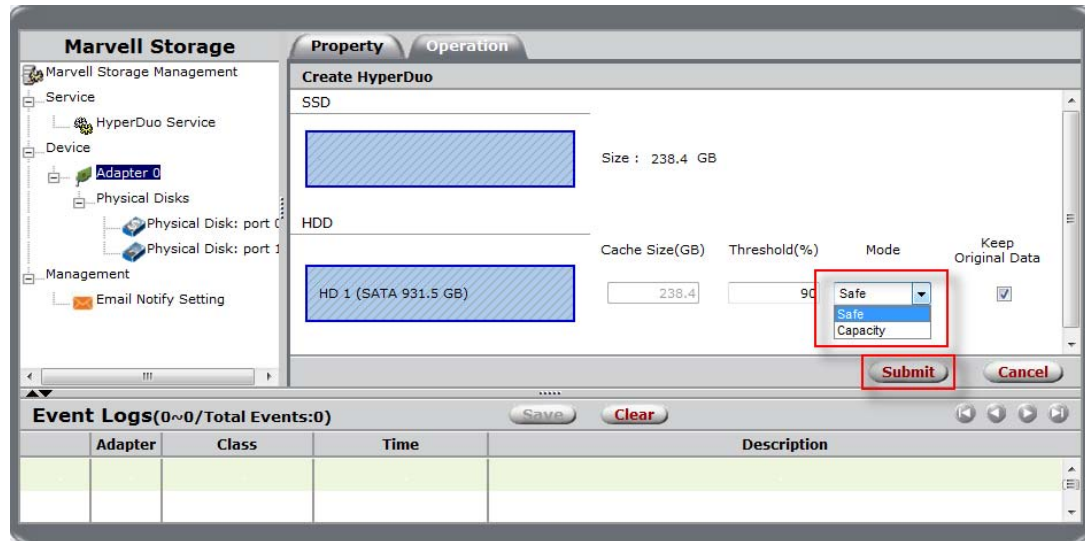 Marvell Storage
Marvell Storage Management
Service
HyperDuo Service
Device
Adapter 0
Physical Disks
Physical Disk: port
Physical Disk: port 1
Management
Email Notify Setting
Property Operation
Create HyperDuo
SSD
Size : 238.4 GB
HDD
Cache Size(GB) Threshold(%) Mode Keep Original Data
HD 1 (SATA 931.5 GB) 238.4 90 Safe
Safe
Capacity
Submit Cancel
Event Logs(0~0/Total Events:0) Save Clear
Adapter Class Time Description